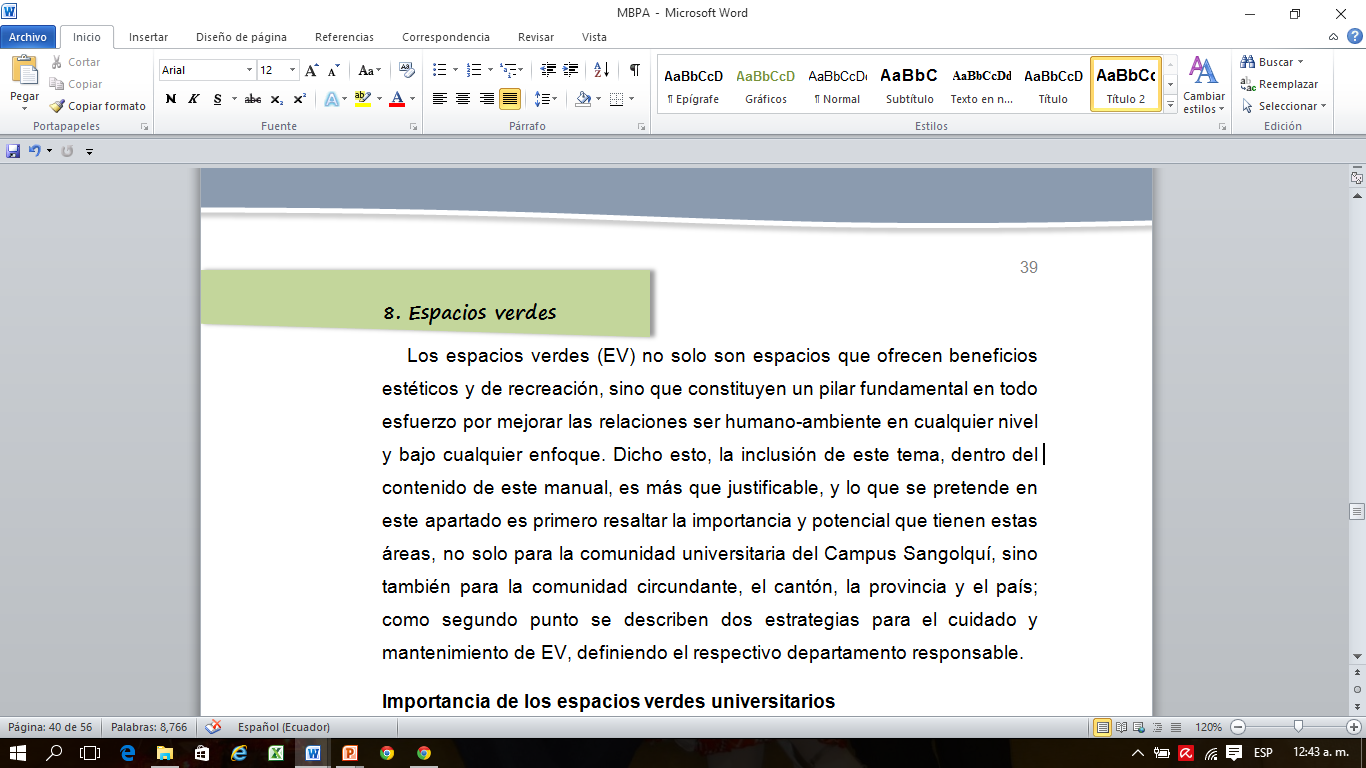 MBPA - Microsoft Word
Archivo Inicio Insertar Diseño de página Referencias Correspondencia Revisar Vista
Pegar
Cortar
Copiar
Copiar formato
Portapapeles
Arial 12
Aa
N K S abc x₂ x² A ab A
Fuente
Párrafo
AaBbCcD AaBbCcD AaBbCcDc AaBbC AaBbCcDd AaBbCcD AaBbCc
¶ Epígrafe Gráficos ¶ Normal Subtítulo Texto en n... Título Título 2
Cambiar
estilos
Estilos
Buscar
Reemplazar
Seleccionar
Edición
39
8. Espacios verdes
Los espacios verdes (EV) no solo son espacios que ofrecen beneficios
estéticos y de recreación, sino que constituyen un pilar fundamental en todo
esfuerzo por mejorar las relaciones ser humano-ambiente en cualquier nivel
y bajo cualquier enfoque. Dicho esto, la inclusión de este tema, dentro del
contenido de este manual, es más que justificable, y lo que se pretende en
este apartado es primero resaltar la importancia y potencial que tienen estas
áreas, no solo para la comunidad universitaria del Campus Sangolquí, sino
también para la comunidad circundante, el cantón, la provincia y el país;
como segundo punto se describen dos estrategias para el cuidado y
mantenimiento de EV, definiendo el respectivo departamento responsable.
Importancia de los espacios verdes universitarios
Página: 40 de 56 Palabras: 8,766 Español (Ecuador) 120%
ESP 12:43 a. m.